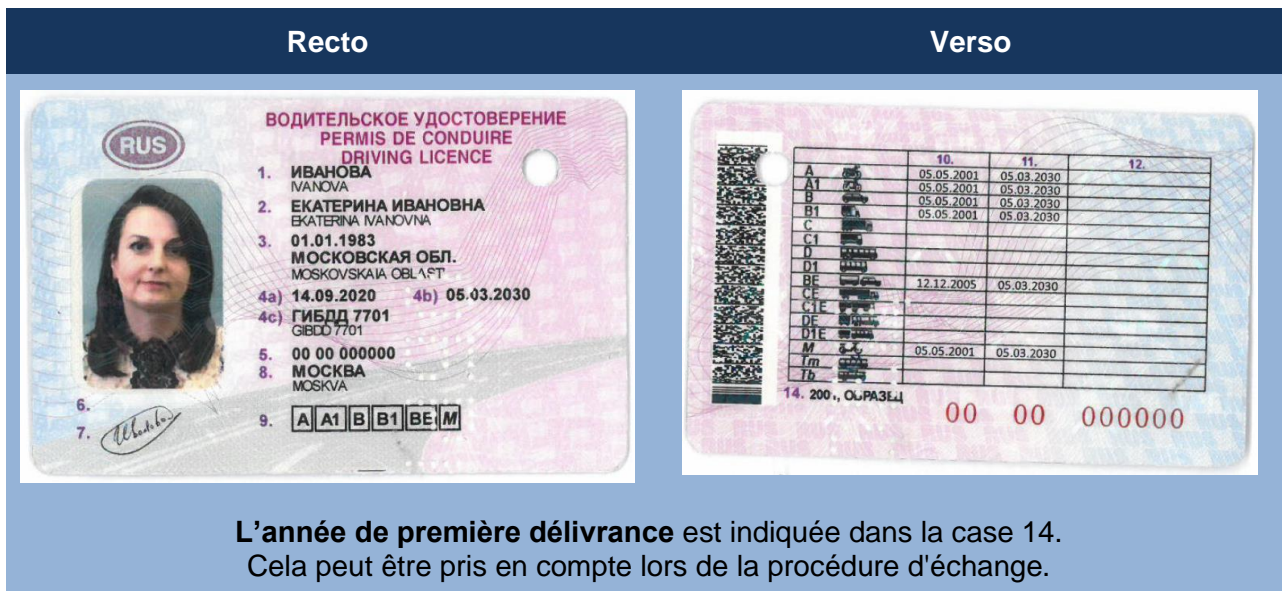 Recto
Verso
RUS
ВОДИТЕЛЬСКОЕ УДОСТОВЕРЕНИЕ
PERMIS DE CONDUIRE
DRIVING LICENCE
1. ИВАНОВА
IVANOVA
2. ЕКАТЕРИНА ИВАНОВНА
EKATERINA IVANOVNA
3. 01.01.1983
МОСКОВСКАЯ ОБЛ.
MOSKOVSKAIA OBLAST
4a) 14.09.2020 4b) 05.03.2030
4c) ГИБДД 7701
GIBDD 7701
5. 00 00 000000
8. МОСКВА
MOSKVA
6.
7.
9. A A1 B B1 BE M
10. 11. 12.
A 05.05.2001 05.03.2030
A1 05.05.2001 05.03.2030
B 05.05.2001 05.03.2030
B1 05.05.2001 05.03.2030
C
C1
D
D1
BE 12.12.2005 05.03.2030
CE
C1E
DE
D1E
M 05.05.2001 05.03.2030
Tm
Tb
14. ОБРАЗЕЦ
00 00 000000
L'année de première délivrance est indiquée dans la case 14.
Cela peut être pris en compte lors de la procédure d'échange.